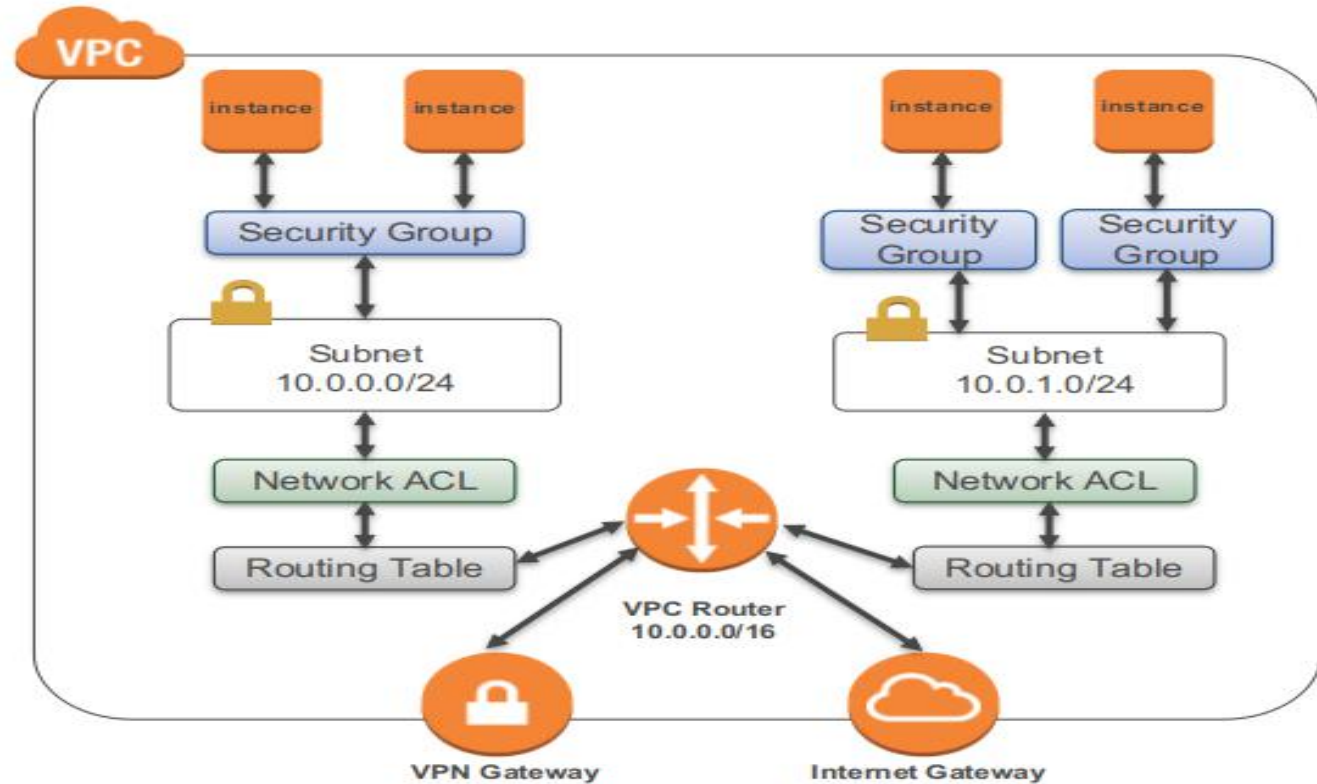 VPC
instance
instance
instance
instance
Security Group
Security
Group
Security
Group
Subnet
10.0.0.0/24
Subnet
10.0.1.0/24
Network ACL
Network ACL
Routing Table
Routing Table
VPC Router
10.0.0.0/16
VPN Gateway
Internet Gateway